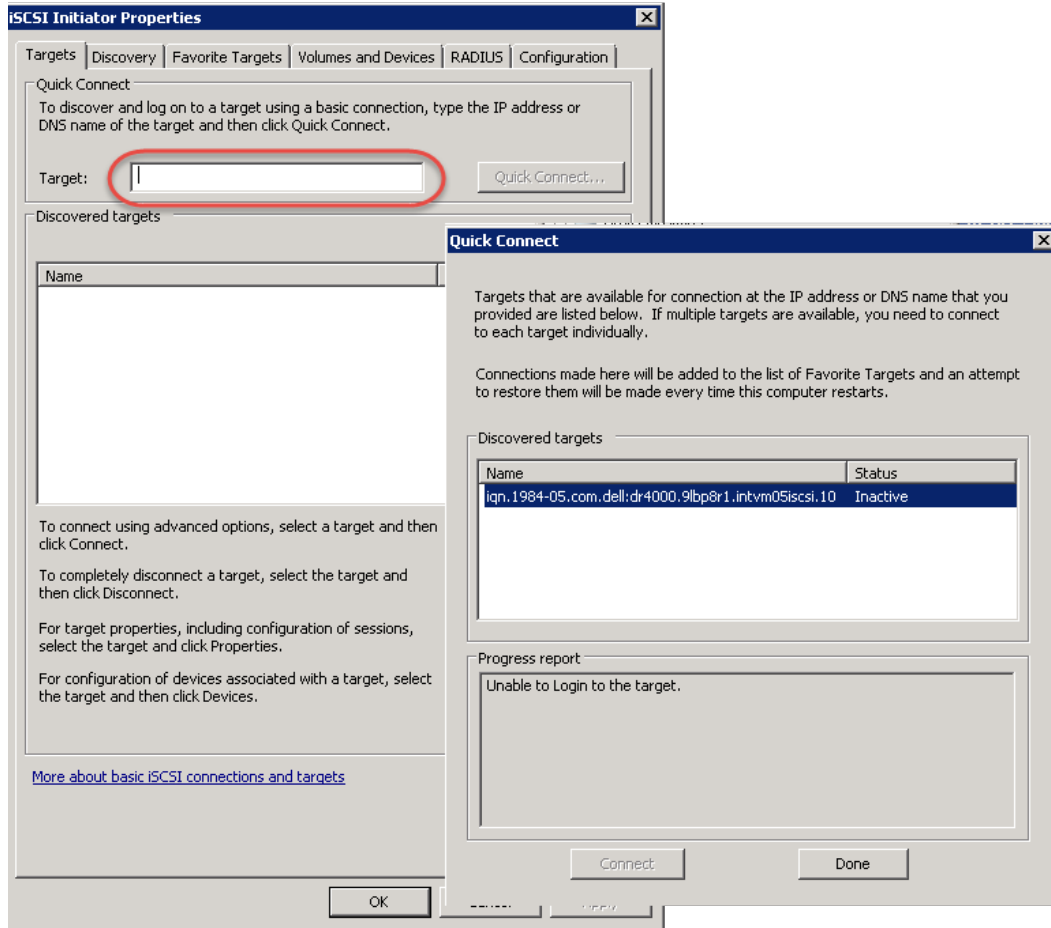 iSCSI Initiator Properties
Targets Discovery Favorite Targets Volumes and Devices RADIUS Configuration
Quick Connect
To discover and log on to a target using a basic connection, type the IP address or
DNS name of the target and then click Quick Connect.
Target:
Quick Connect...
Discovered targets
Name
To connect using advanced options, select a target and then
click Connect.
To completely disconnect a target, select the target and
then click Disconnect.
For target properties, including configuration of sessions,
select the target and click Properties.
For configuration of devices associated with a target, select
the target and then click Devices.
More about basic iSCSI connections and targets
OK
Quick Connect
Targets that are available for connection at the IP address or DNS name that you
provided are listed below. If multiple targets are available, you need to connect
to each target individually.
Connections made here will be added to the list of Favorite Targets and an attempt
to restore them will be made every time this computer restarts.
Discovered targets
Name Status
iqn.1984-05.com.dell:dr4000.9lbp8r1.intvm05iscsi.10 Inactive
Progress report
Unable to Login to the target.
Connect Done